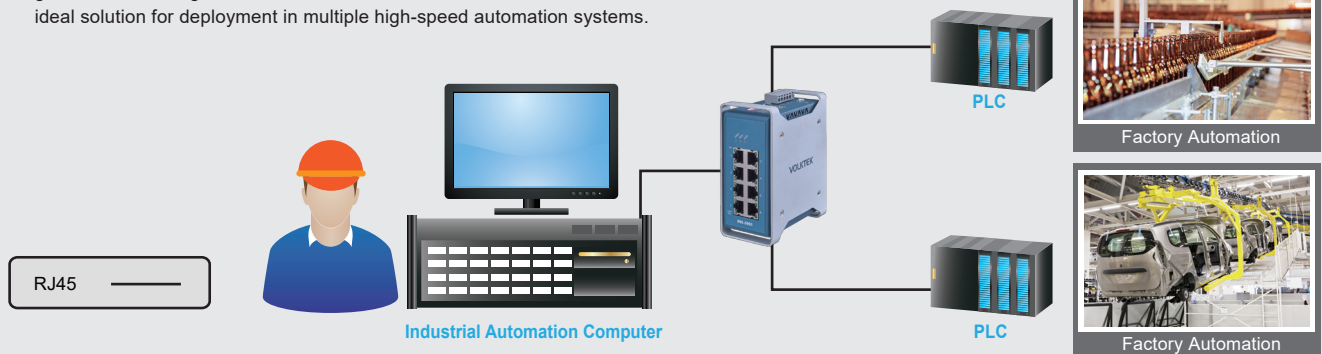 ideal solution for deployment in multiple high-speed automation systems.
PLC
Factory Automation
VOLKTEK
RJ45
Industrial Automation Computer
PLC
Factory Automation